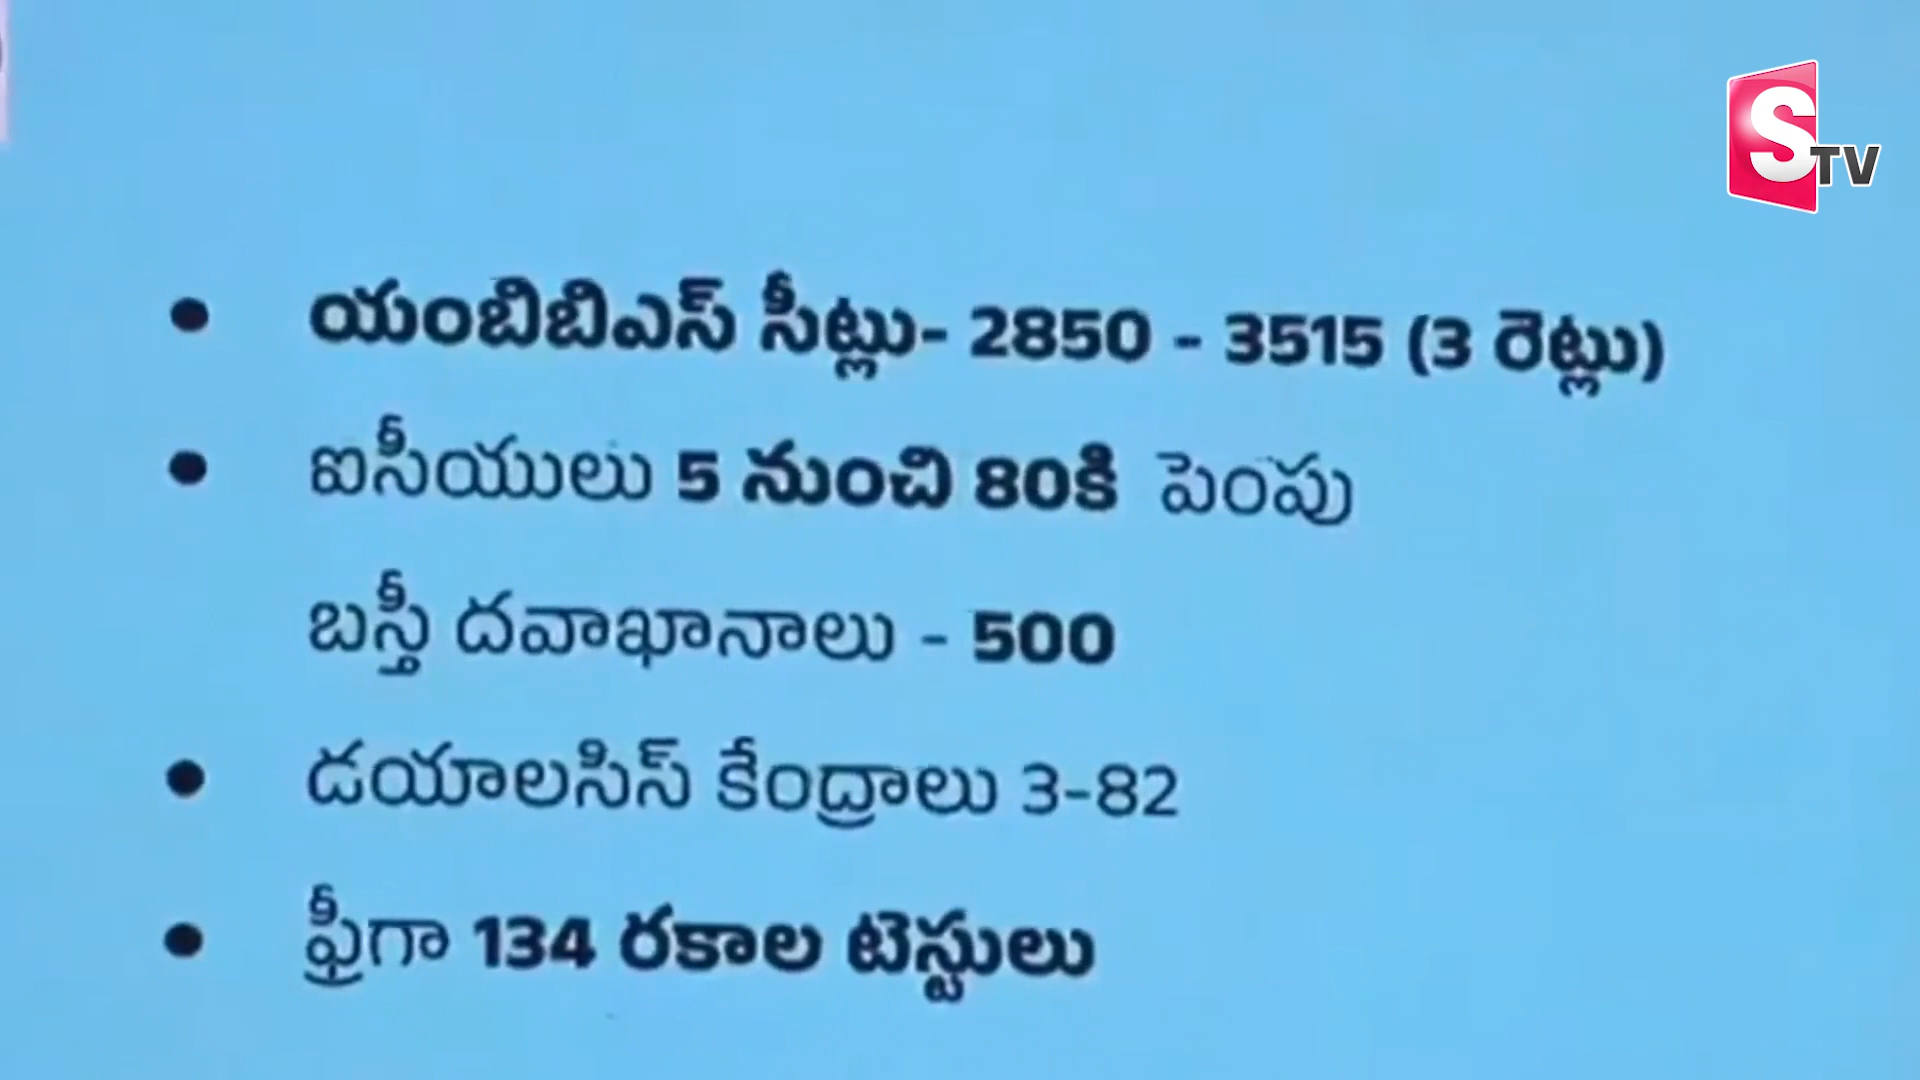 STV
• యంబిబిఎస్ సీట్లు- 2850 - 3515 (3 రెట్లు)
• ఐసీయులు 5 నుంచి 80కి పెంపు
బస్తీ దవాఖానాలు - 500
• డయాలసిస్ కేంద్రాలు 3-82
• ఫ్రీగా 134 రకాల టెస్టులు